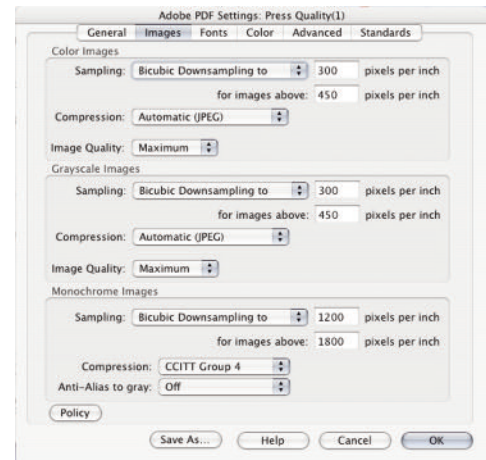 Adobe PDF Settings: Press Quality(1)
General Images Fonts Color Advanced Standards
Color Images
Sampling: Bicubic Downsampling to 300 pixels per inch
for images above: 450 pixels per inch
Compression: Automatic (JPEG)
Image Quality: Maximum
Grayscale Images
Sampling: Bicubic Downsampling to 300 pixels per inch
for images above: 450 pixels per inch
Compression: Automatic (JPEG)
Image Quality: Maximum
Monochrome Images
Sampling: Bicubic Downsampling to 1200 pixels per inch
for images above: 1800 pixels per inch
Compression: CCITT Group 4
Anti-Alias to gray: Off
Policy
Save As... Help Cancel OK